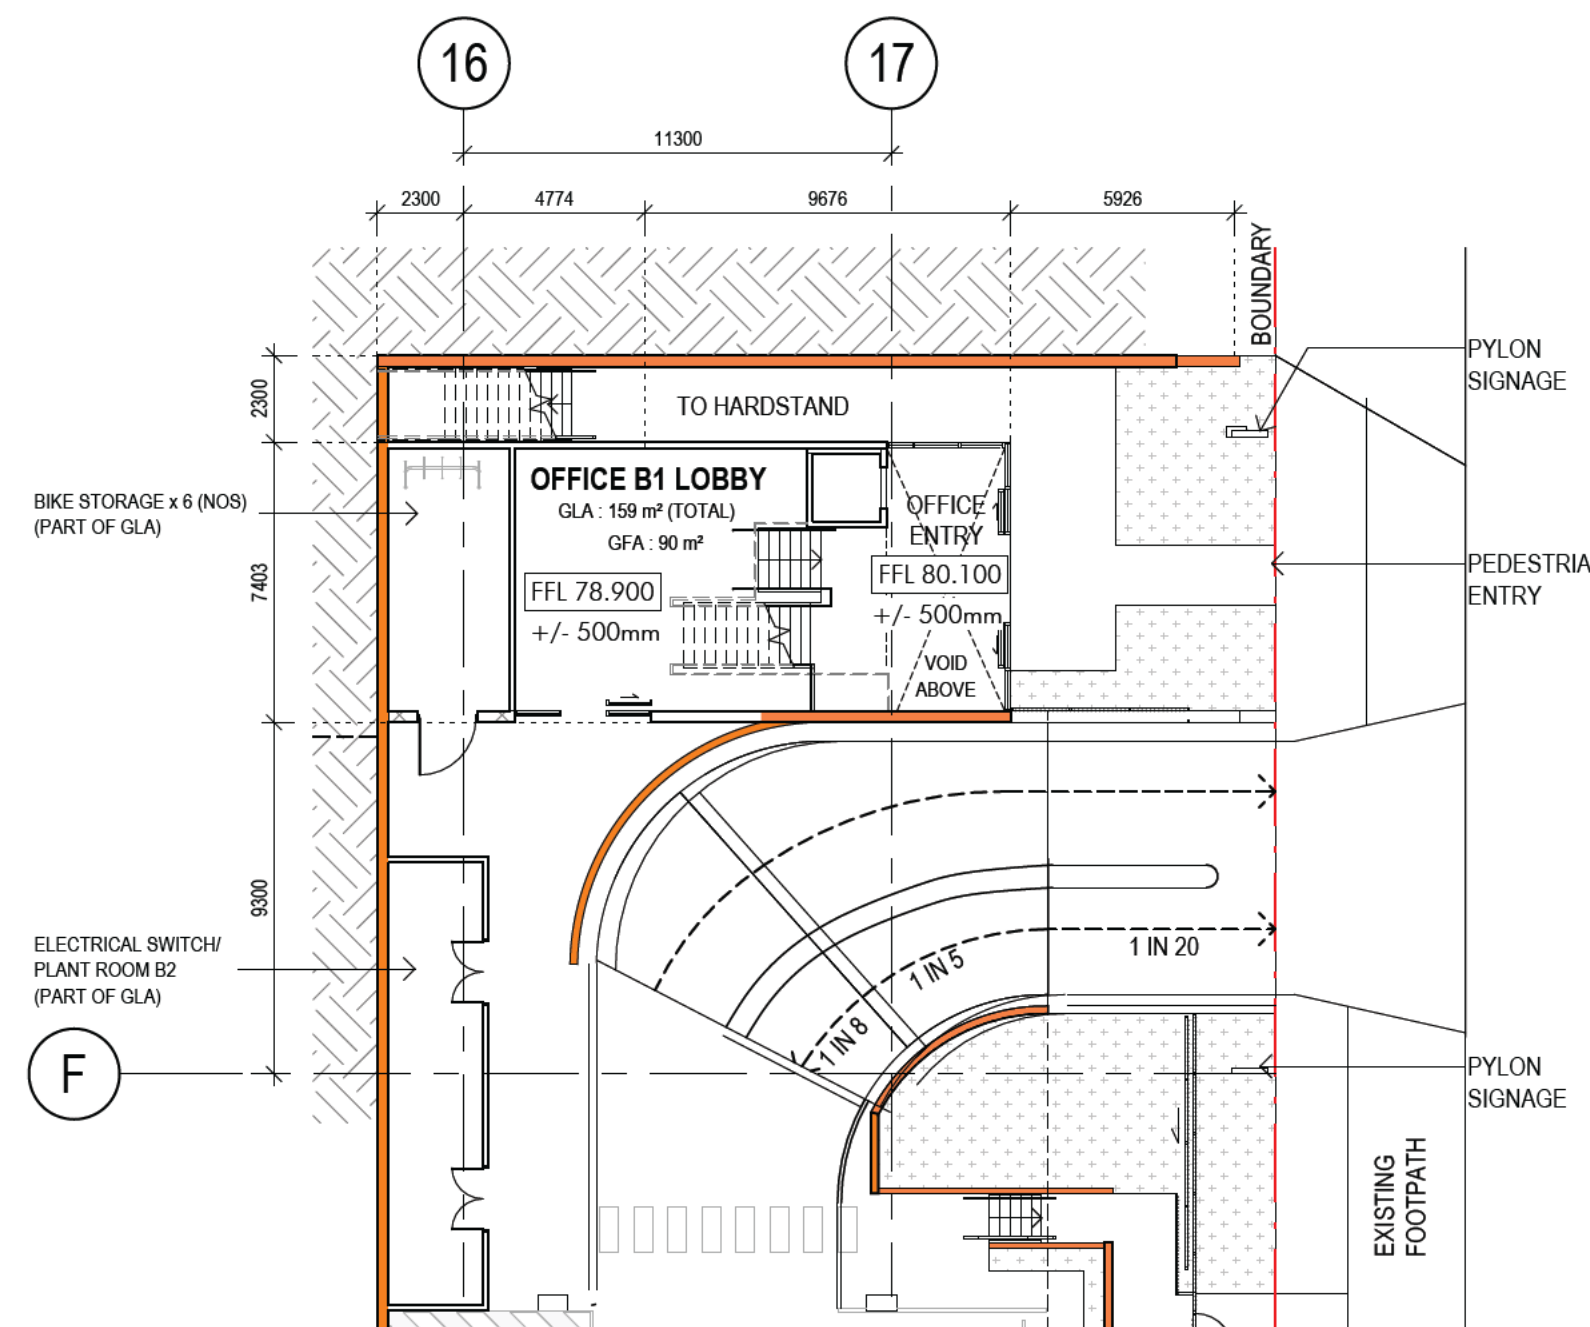 16
17
11300
2300
4774
9676
5926
BOUNDARY
PYLON
SIGNAGE
2300
TO HARDSTAND
OFFICE B1 LOBBY
GLA : 159 m² (TOTAL)
GFA : 90 m²
OFFICE
ENTRY
BIKE STORAGE x 6 (NOS)
(PART OF GLA)
7403
FFL 78.900
+/- 500mm
FFL 80.100
+/- 500mm
PEDESTRIA
ENTRY
VOID
ABOVE
9300
ELECTRICAL SWITCH/
PLANT ROOM B2
(PART OF GLA)
1 IN 5
1 IN 20
1 IN 8
F
PYLON
SIGNAGE
EXISTING
FOOTPATH